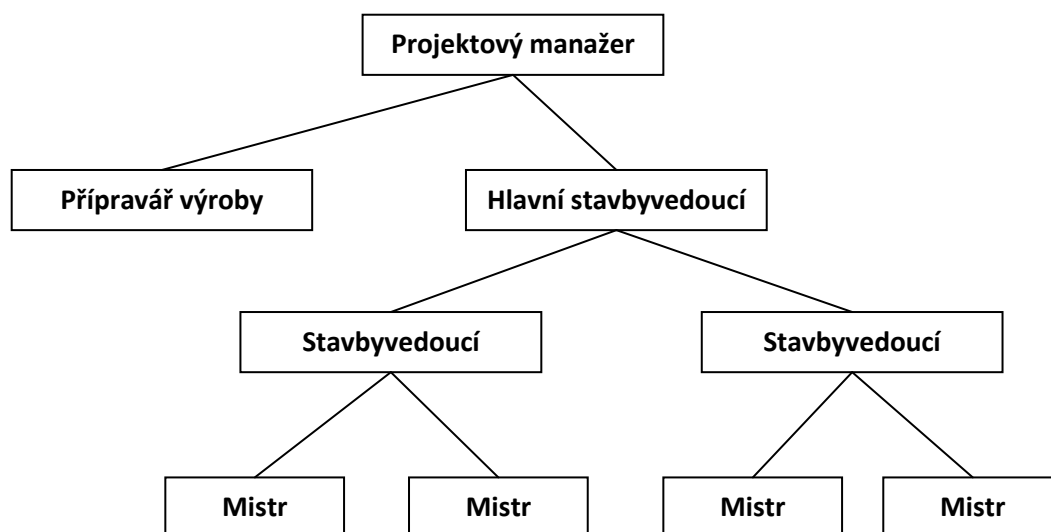 Projektový manažer
Přípravář výroby
Hlavní stavbyvedoucí
Stavbyvedoucí
Stavbyvedoucí
Mistr
Mistr
Mistr
Mistr